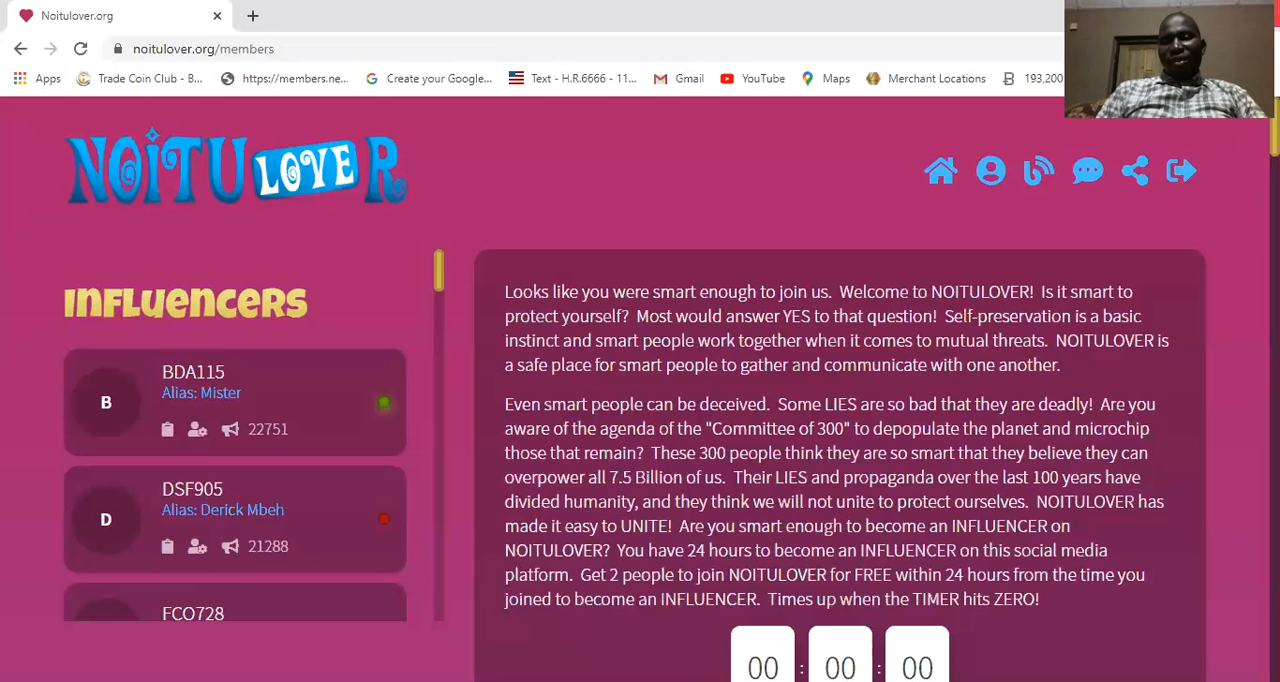 Noitulover.org
noitulover.org/members
Apps Trade Coin Club - B... https://members.ne... Create your Google... Text - H.R.6666 - 11... Gmail YouTube Maps Merchant Locations 193,200
NOITULOVER
INFLUENCERS
BDA115
Alias: Mister
B
22751
DSF905
Alias: Derick Mbeh
D
21288
FCO728
Looks like you were smart enough to join us. Welcome to NOITULOVER! Is it smart to
protect yourself? Most would answer YES to that question! Self-preservation is a basic
instinct and smart people work together when it comes to mutual threats. NOITULOVER is
a safe place for smart people to gather and communicate with one another.
Even smart people can be deceived. Some LIES are so bad that they are deadly! Are you
aware of the agenda of the "Committee of 300" to depopulate the planet and microchip
those that remain? These 300 people think they are so smart that they believe they can
overpower all 7.5 Billion of us. Their LIES and propaganda over the last 100 years have
divided humanity, and they think we will not unite to protect ourselves. NOITULOVER has
made it easy to UNITE! Are you smart enough to become an INFLUENCER on
NOITULOVER? You have 24 hours to become an INFLUENCER on this social media
platform. Get 2 people to join NOITULOVER for FREE within 24 hours from the time you
joined to become an INFLUENCER. Times up when the TIMER hits ZERO!
00 : 00 : 00